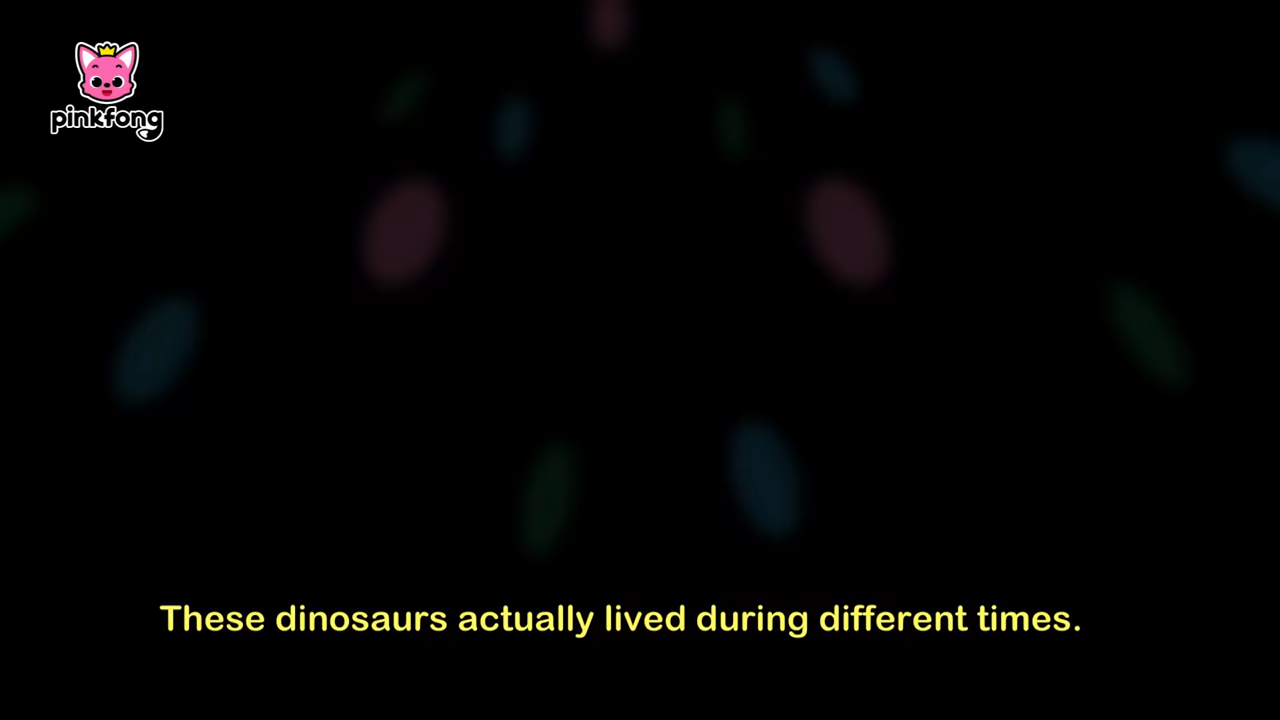 pinkfong
These dinosaurs actually lived during different times.